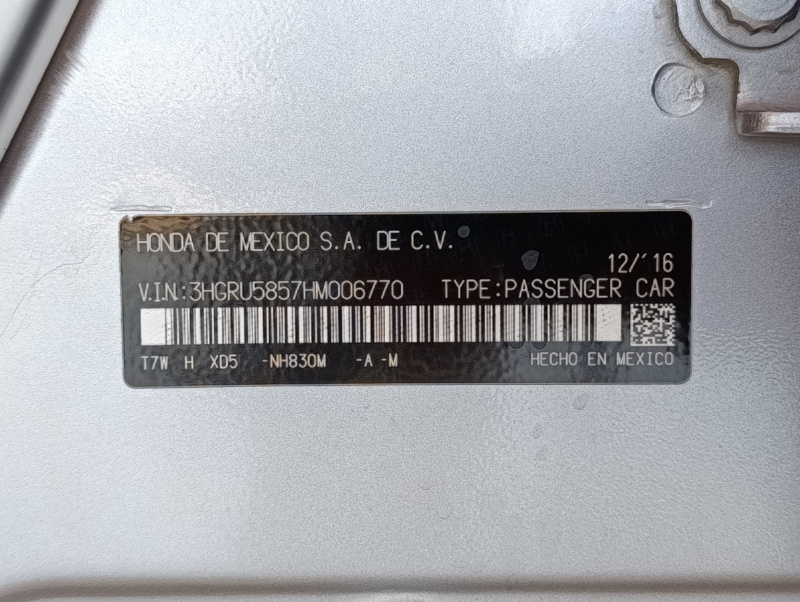 HONDA DE MEXICO S.A. DE C.V.
12/'16
V.I.N.:3HGRU5857HM006770 TYPE:PASSENGER CAR
T7W H XD5 -NH830M -A -M HECHO EN MEXICO